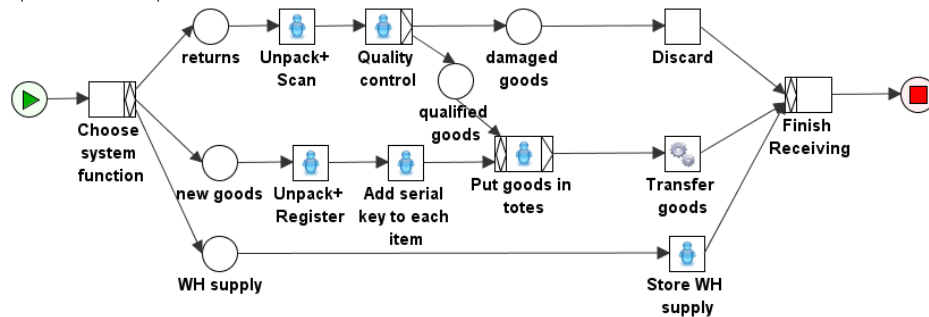 returns
Unpack+
Scan
Quality
control
damaged
goods
Discard
Choose
system
function
qualified
goods
Finish
Receiving
new goods
Unpack+
Register
Add serial
key to each
item
Put goods in
totes
Transfer
goods
WH supply
Store WH
supply